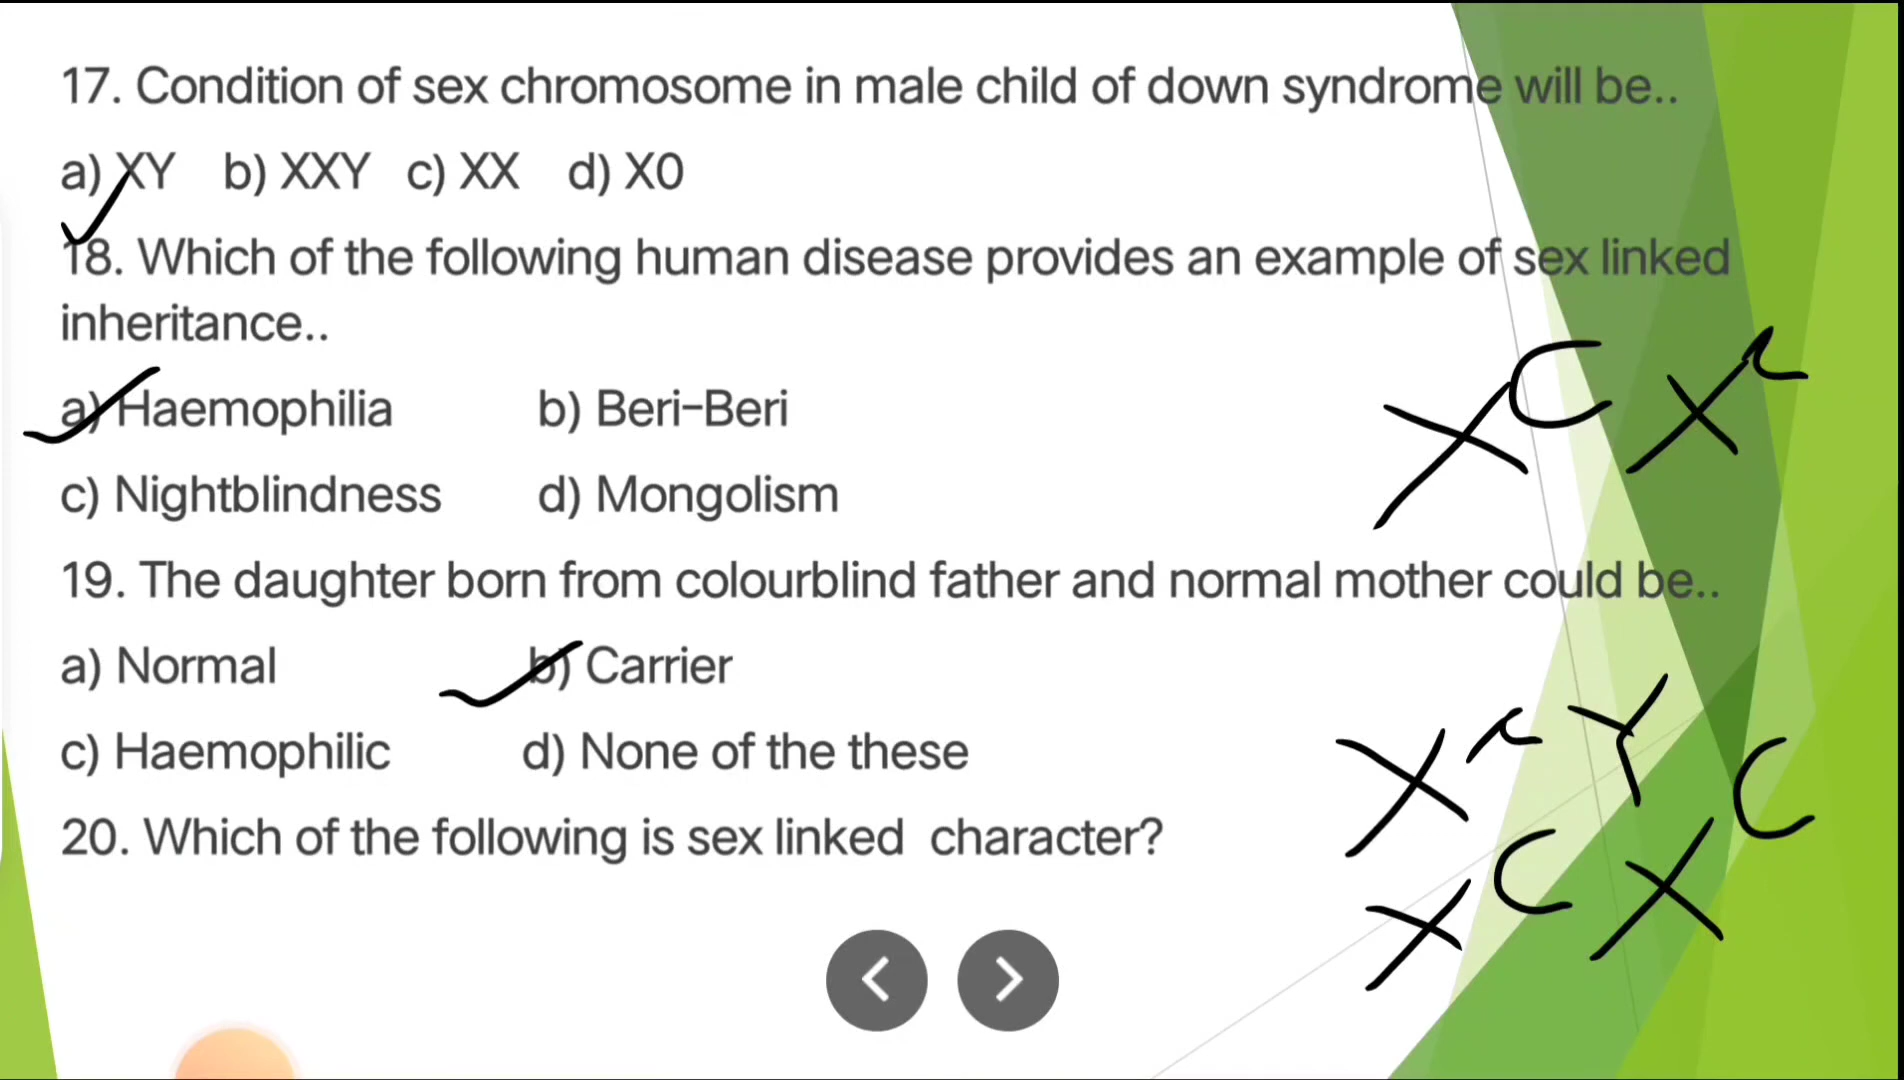 17. Condition of sex chromosome in male child of down syndrome will be..
a) XY b) XXY c) XX d) X0
18. Which of the following human disease provides an example of sex linked
inheritance..
a) Haemophilia b) Beri-Beri
c) Nightblindness d) Mongolism
X^C X^c
19. The daughter born from colourblind father and normal mother could be..
a) Normal b) Carrier
c) Haemophilic d) None of the these
X^c Y
20. Which of the following is sex linked character?
X^C X^C